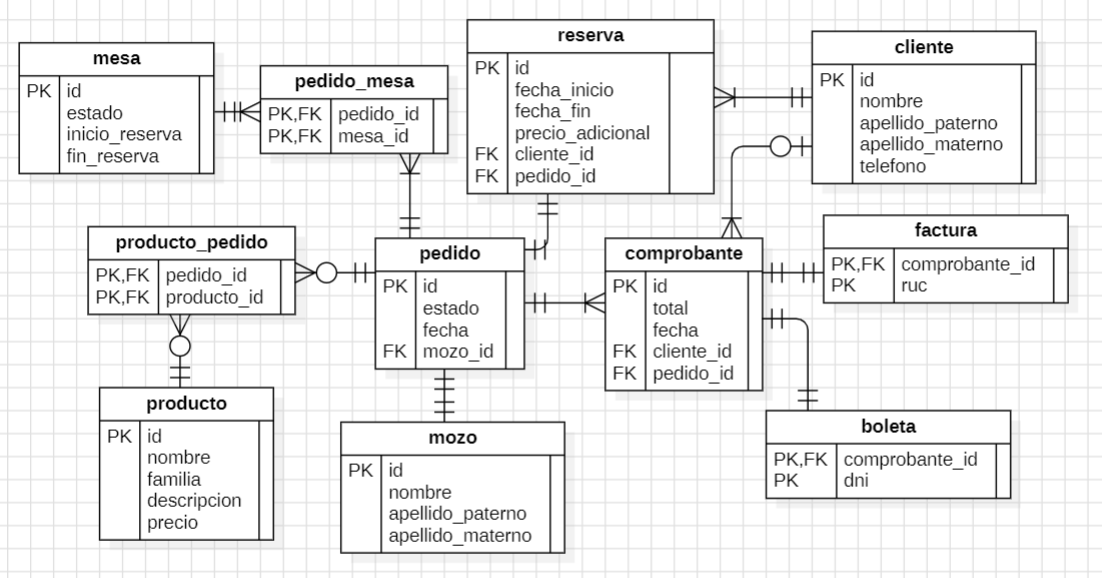 mesa
PK id
estado
inicio_reserva
fin_reserva
pedido_mesa
PK,FK pedido_id
PK,FK mesa_id
reserva
PK id
fecha_inicio
fecha_fin
precio_adicional
FK cliente_id
FK pedido_id
cliente
PK id
nombre
apellido_paterno
apellido_materno
telefono
producto_pedido
PK,FK pedido_id
PK,FK producto_id
pedido
PK id
estado
fecha
FK mozo_id
comprobante
PK id
total
fecha
FK cliente_id
FK pedido_id
factura
PK,FK comprobante_id
PK ruc
producto
PK id
nombre
familia
descripcion
precio
mozo
PK id
nombre
apellido_paterno
apellido_materno
boleta
PK,FK comprobante_id
PK dni